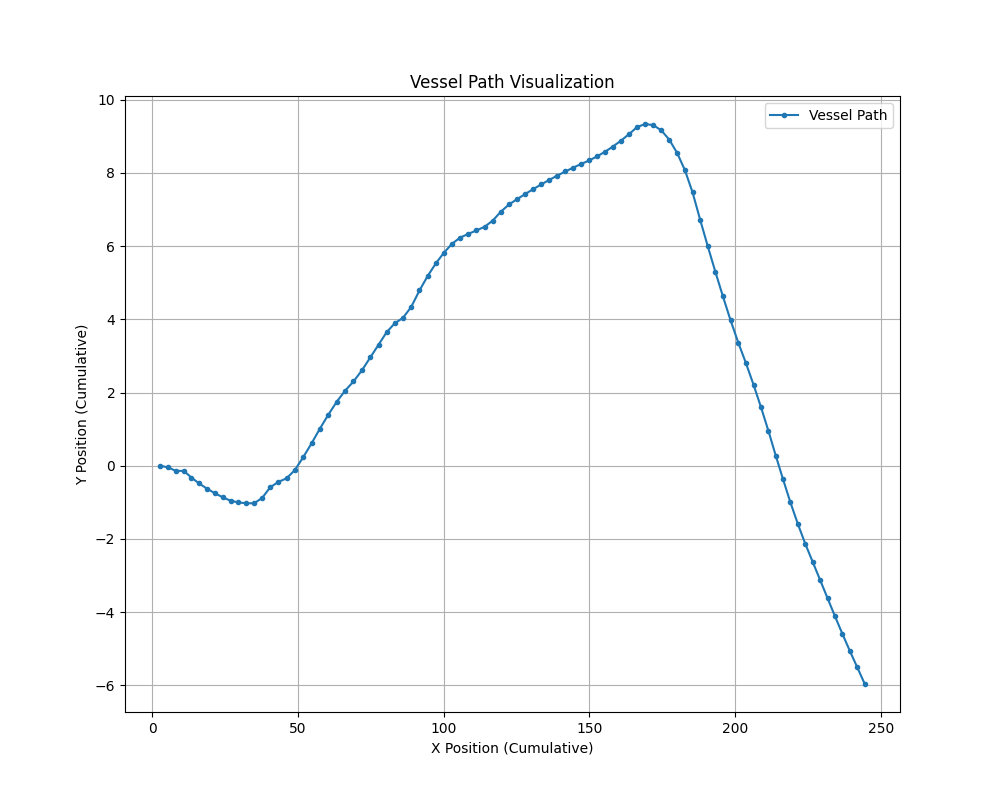 Vessel Path Visualization
Vessel Path
10
8
6
4
2
0
−2
−4
−6
Y Position (Cumulative)
0 50 100 150 200 250
X Position (Cumulative)